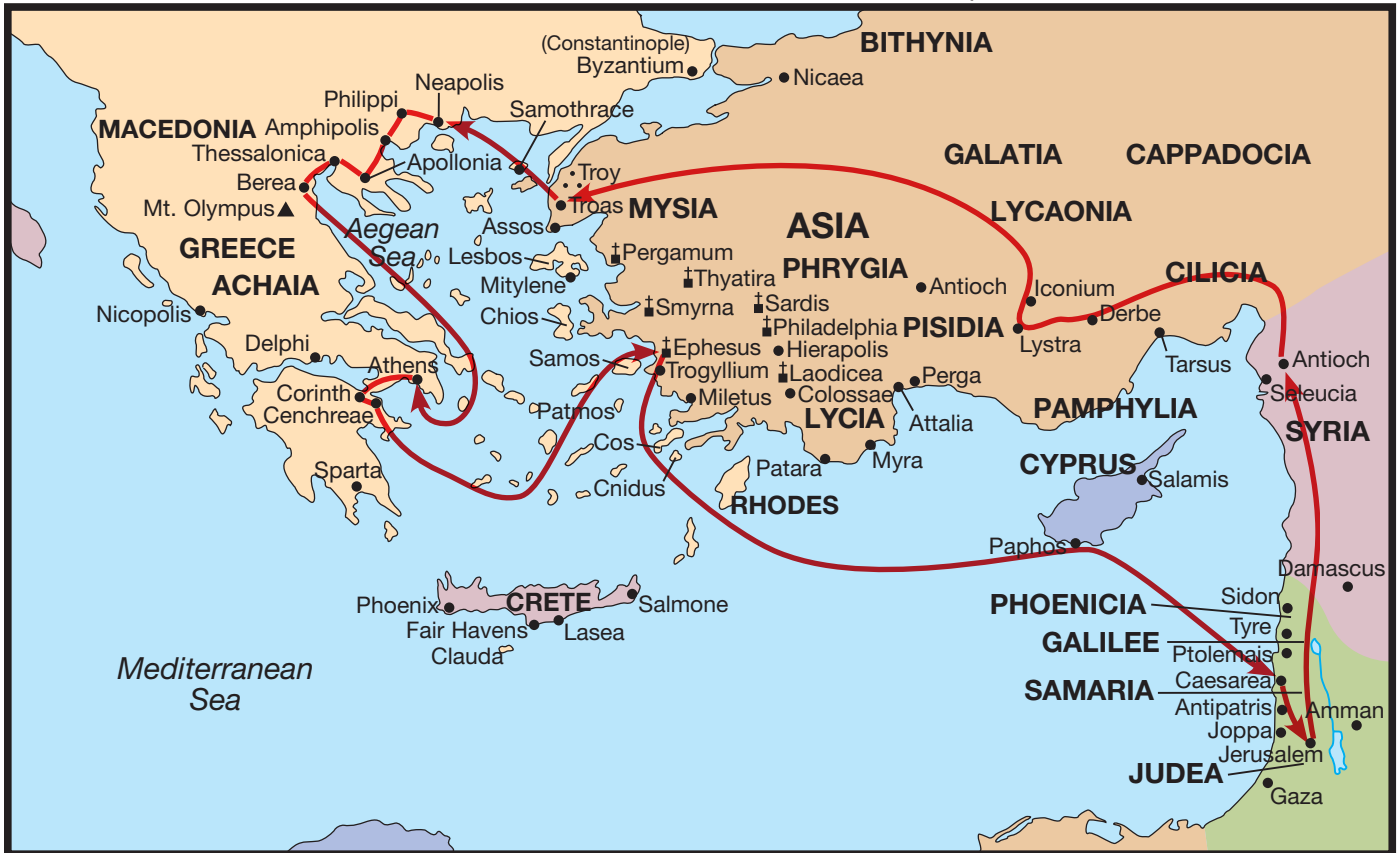 BITHYNIA
(Constantinople)
Byzantium
Nicaea
Neapolis
Philippi
Samothrace
MACEDONIA
Amphipolis
Thessalonica
Apollonia
GALATIA
CAPPADOCIA
Troy
Berea
Mt. Olympus
Troas
MYSIA
LYCAONIA
Assos
ASIA
Aegean
Sea
GREECE
Lesbos
†Pergamum
PHRYGIA
CILICIA
ACHAIA
Mitylene
†Thyatira
Antioch
Iconium
Nicopolis
Chios
†Smyrna
†Sardis
Derbe
†Philadelphia
PISIDIA
Lystra
Delphi
Samos
†Ephesus
Hierapolis
Tarsus
Antioch
Athens
Trogyllium
†Laodicea
Perga
Corinth
Miletus
Colossae
Seleucia
Cenchreae
Patmos
LYCIA
Attalia
PAMPHYLIA
SYRIA
Cos
Sparta
Patara
Myra
CYPRUS
Cnidus
Salamis
RHODES
Paphos
Damascus
Phoenix
CRETE
Salmone
PHOENICIA
Sidon
Fair Havens
Lasea
Tyre
Clauda
GALILEE
Ptolemais
Mediterranean
Sea
Caesarea
SAMARIA
Antipatris
Amman
Joppa
Jerusalem
JUDEA
Gaza